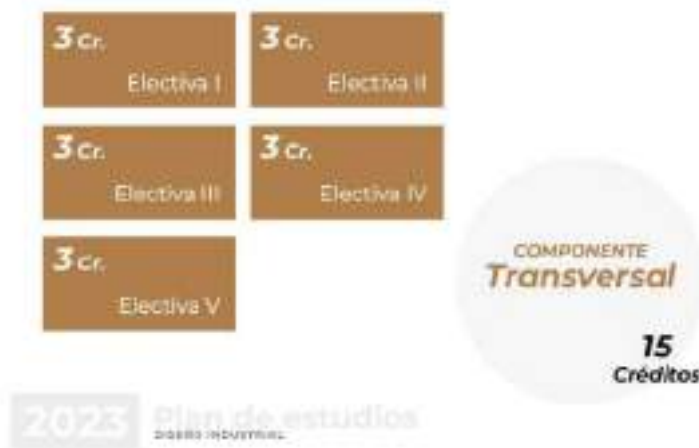 3 Cr.
Electiva I
3 Cr.
Electiva II
3 Cr.
Electiva III
3 Cr.
Electiva IV
3 Cr.
Electiva V
COMPONENTE
Transversal
15
Créditos
2023 Plan de estudios
DISEÑO INDUSTRIAL